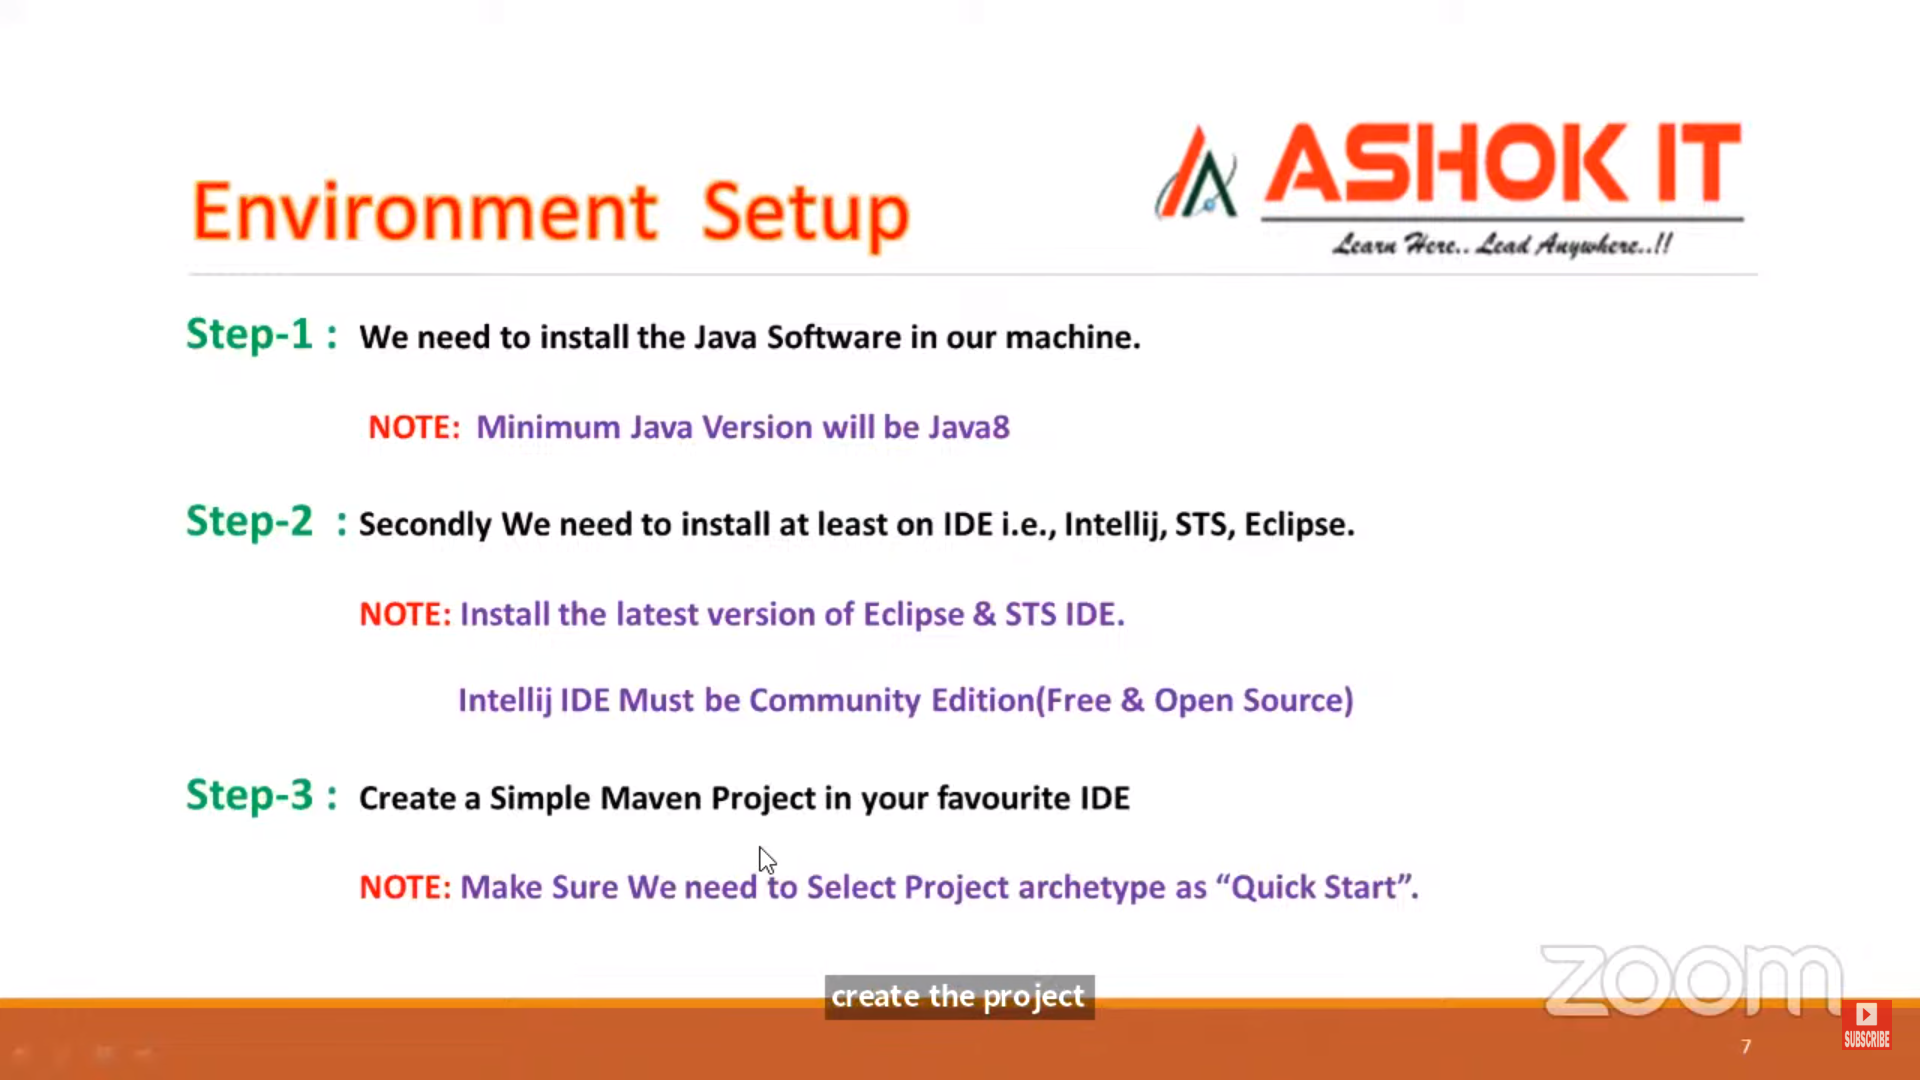 ASHOK IT
Learn Here.. Lead Anywhere..!!
Environment Setup
Step-1 : We need to install the Java Software in our machine.
NOTE: Minimum Java Version will be Java8
Step-2 : Secondly We need to install at least on IDE i.e., Intellij, STS, Eclipse.
NOTE: Install the latest version of Eclipse & STS IDE.
Intellij IDE Must be Community Edition(Free & Open Source)
Step-3 : Create a Simple Maven Project in your favourite IDE
NOTE: Make Sure We need to Select Project archetype as “Quick Start”.
zoom
create the project
SUBSCRIBE
7